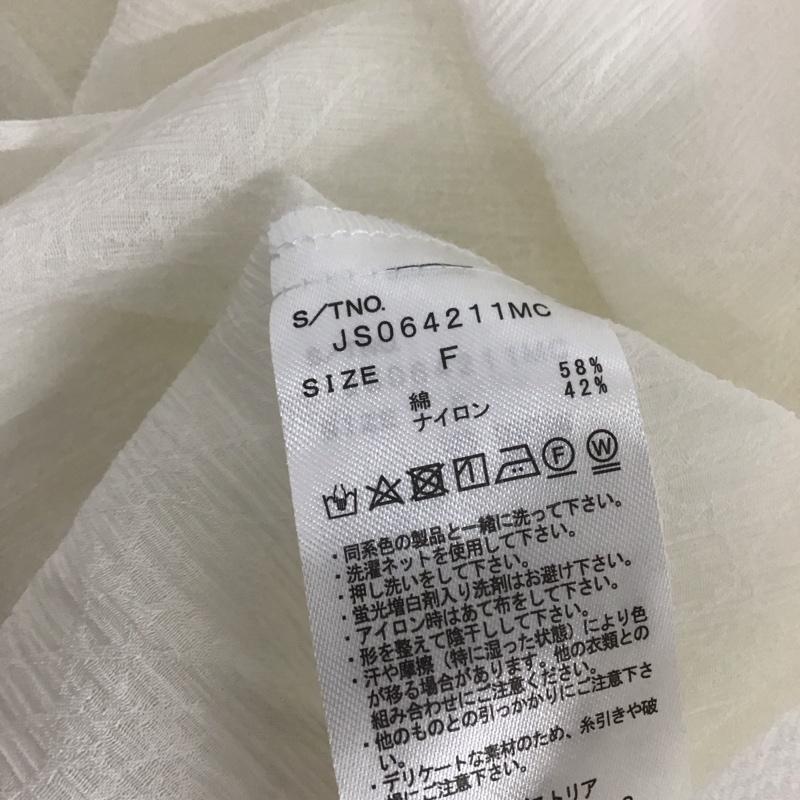 S/TNO.
JS064211MC
SIZE F
綿 58%
ナイロン 42%
F W
・同系色の製品と一緒に洗って下さい。
・洗濯ネットを使用して下さい。
・押し洗いをして下さい。
・蛍光増白剤入り洗剤はお避け下さい。
・アイロン時はあて布をして下さい。
・形を整えて陰干しして下さい。
・汗や摩擦(特に湿った状態)により色
が移る場合があります。他の衣類との
組み合わせにご注意ください。
・他のものとの引っかかりにご注意下さ
い。
・デリケートな素材のため、糸引きや破
にご注意下さい。
トリア